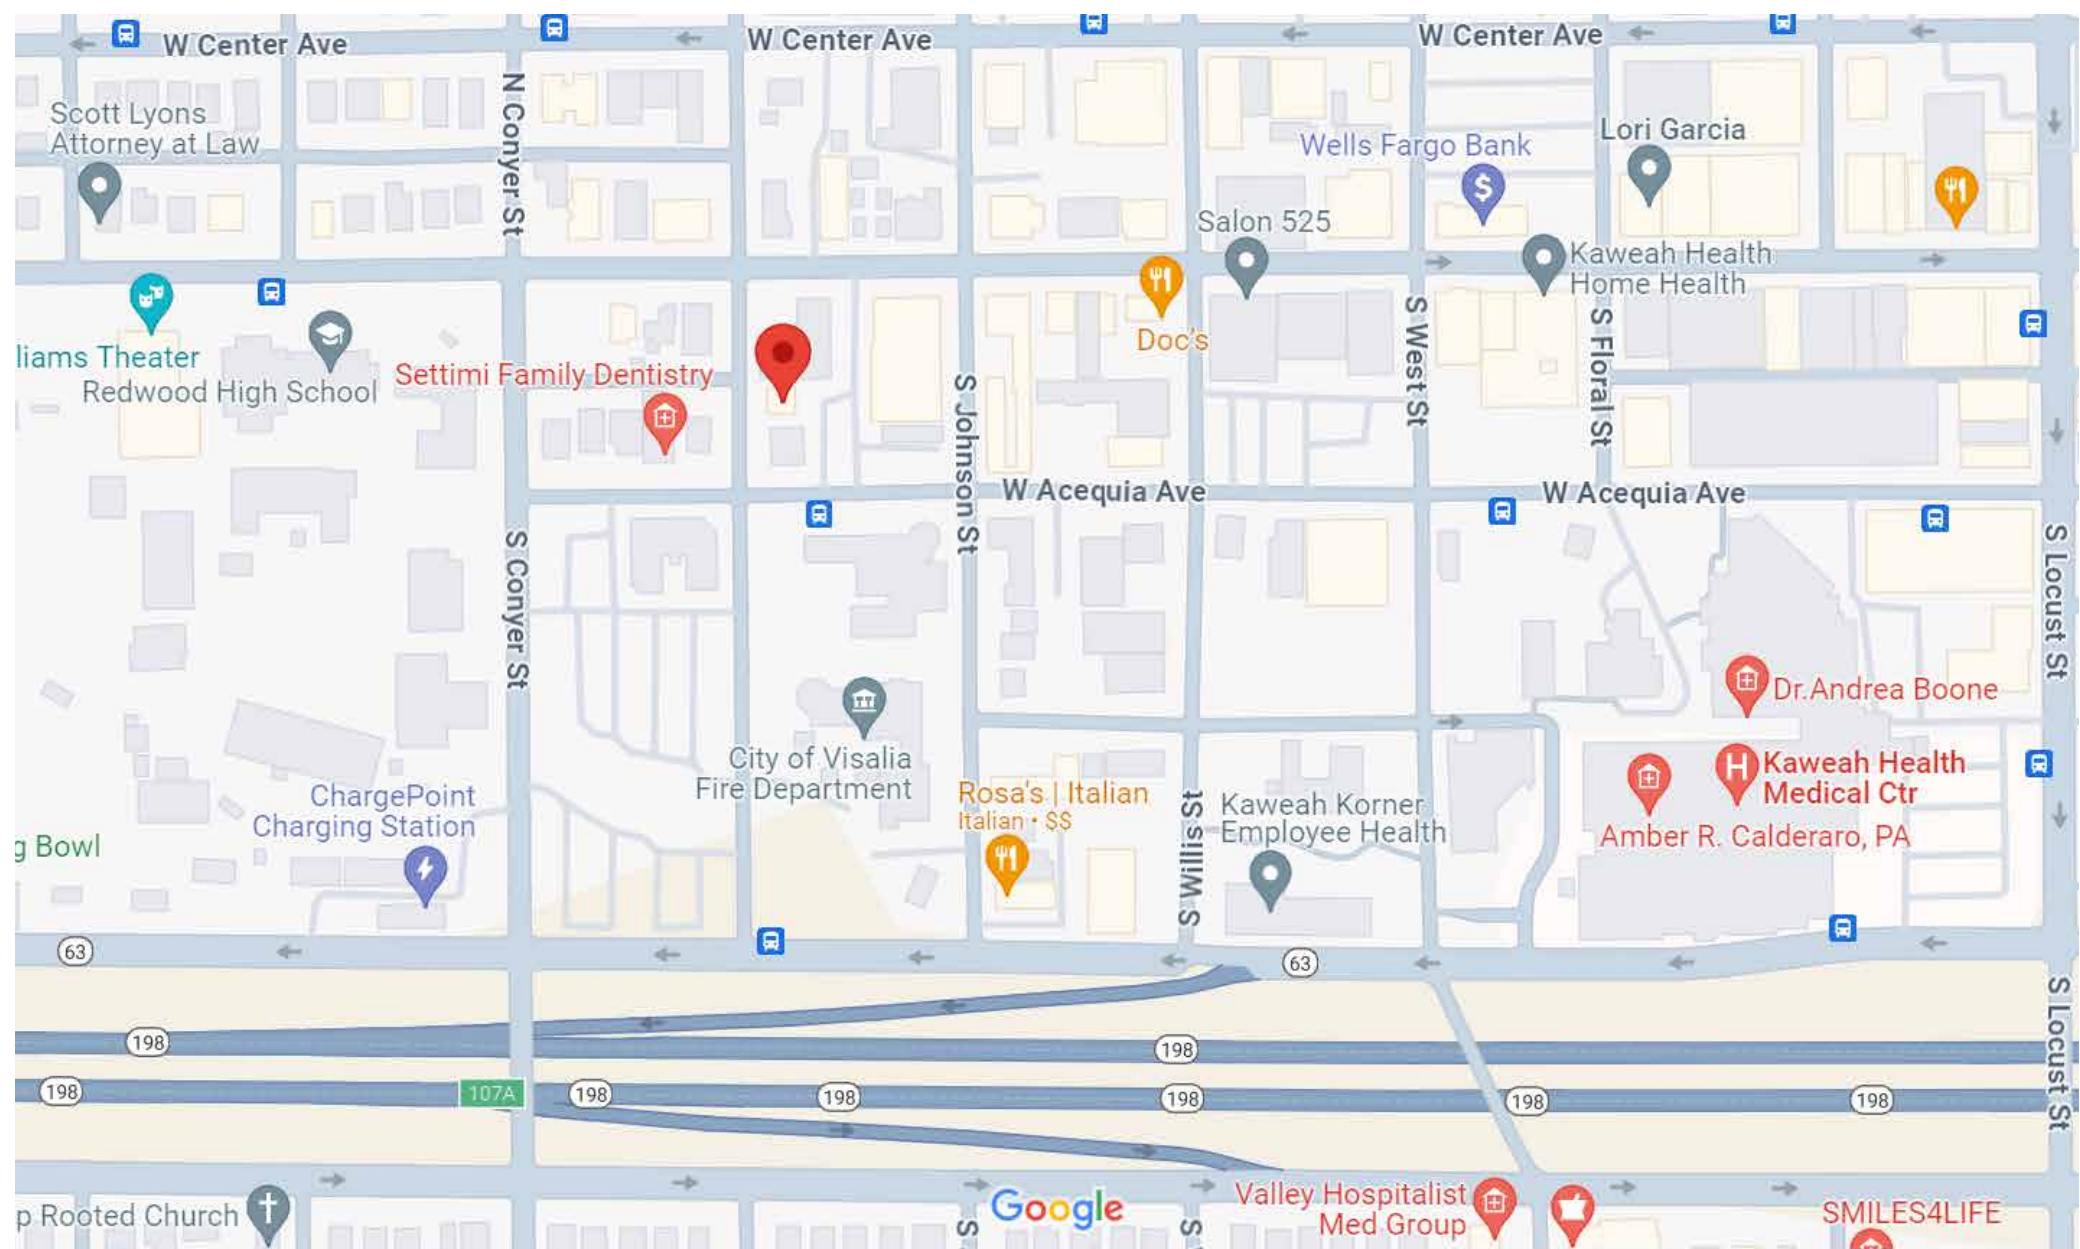 W Center Ave
W Center Ave
W Center Ave
N Conyer St
Scott Lyons
Attorney at Law
Wells Fargo Bank
Lori Garcia
Salon 525
Kaweah Health
Home Health
Doc's
liams Theater
Redwood High School
Settimi Family Dentistry
S Johnson St
S West St
S Floral St
W Acequia Ave
W Acequia Ave
S Conyer St
S Locust St
Dr.Andrea Boone
City of Visalia
Fire Department
Kaweah Health
Medical Ctr
Amber R. Calderaro, PA
ChargePoint
Charging Station
Rosa's | Italian
Italian • $$
S Willis St
Kaweah Korner
Employee Health
g Bowl
63
63
198
198
S Locust St
198
107A
198
198
198
198
198
p Rooted Church
S
Google
S
Valley Hospitalist
Med Group
SMILES4LIFE